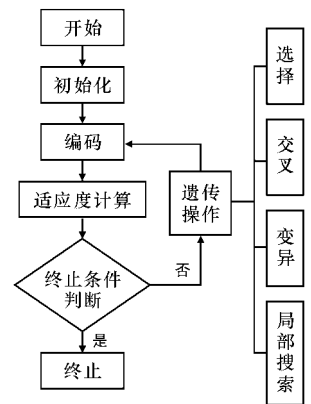 开始
初始化
编码
适应度计算
终止条件
判断
是
终止
否
遗传
操作
选择
交叉
变异
局部搜索